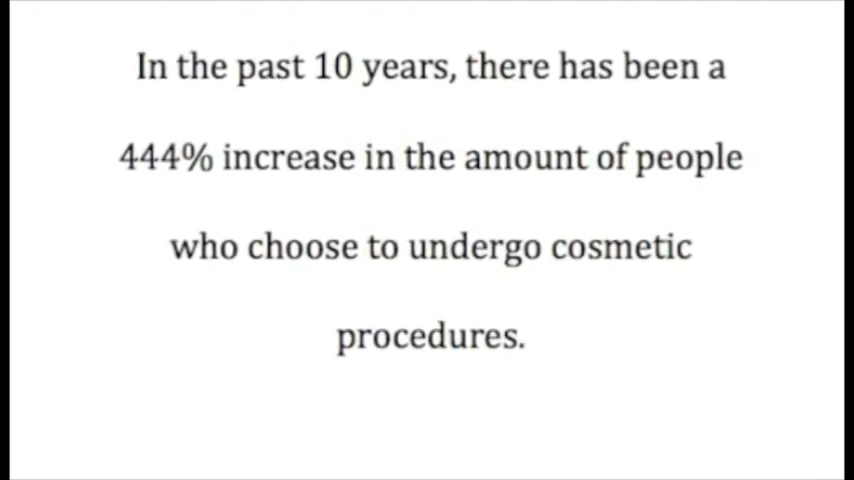 In the past 10 years, there has been a
444% increase in the amount of people
who choose to undergo cosmetic
procedures.